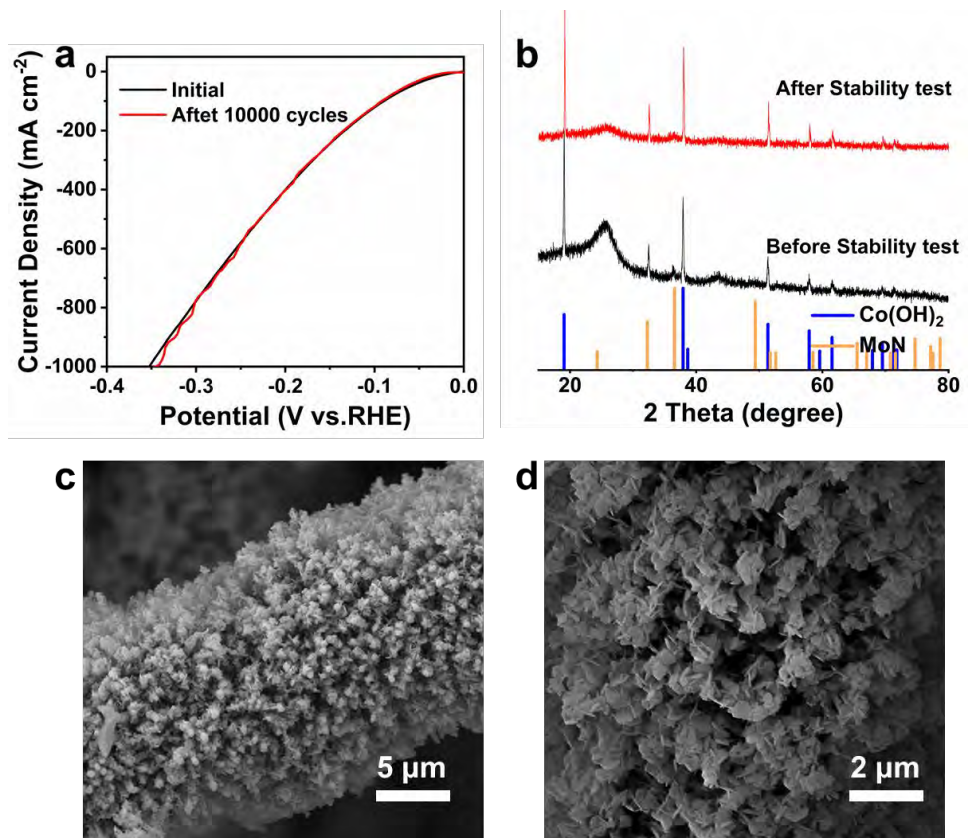 a
0
-200
-400
-600
-800
-1000
-0.4
-0.3
-0.2
-0.1
0.0
Current Density (mA cm-2)
Potential (V vs.RHE)
Initial
Aftet 10000 cycles
b
After Stability test
Before Stability test
Co(OH)2
MoN
20
40
60
80
2 Theta (degree)
c
5 μm
d
2 μm